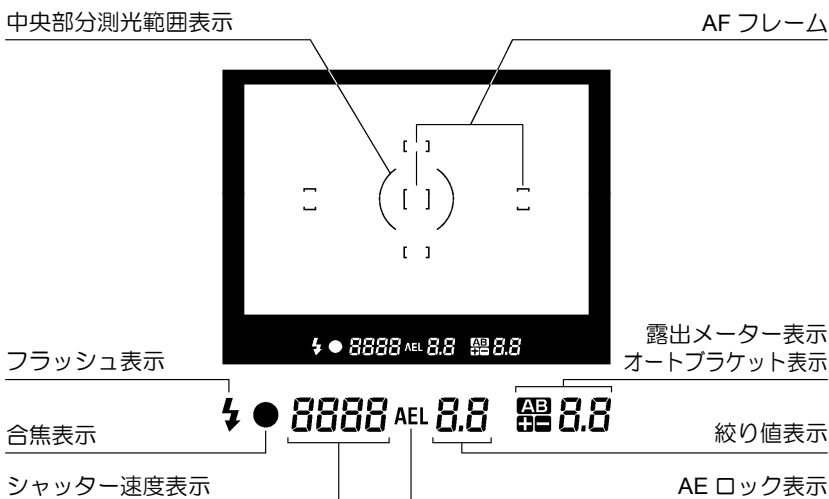 中央部分測光範囲表示
AF フレーム
8888 AEL 8.8 AB 8.8
露出メーター表示
フラッシュ表示
オートブラケット表示
8888 AEL 8.8 AB 8.8
合焦表示
絞り値表示
シャッター速度表示
AE ロック表示